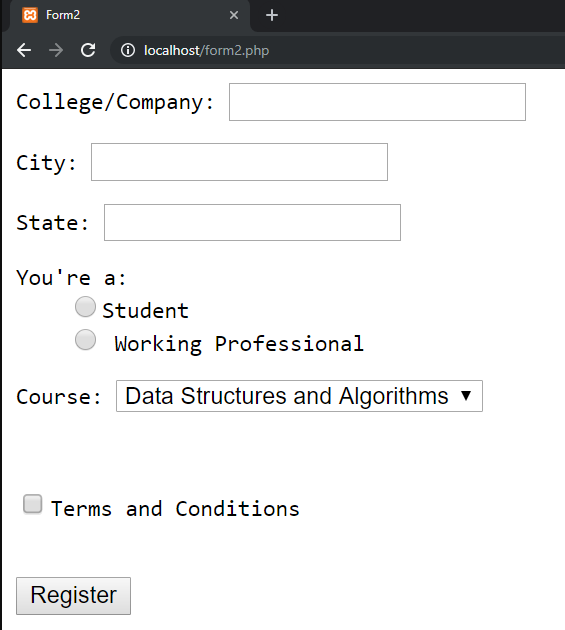 Form2
localhost/form2.php
College/Company:
City:
State:
You're a:
Student
Working Professional
Course: Data Structures and Algorithms
Terms and Conditions
Register